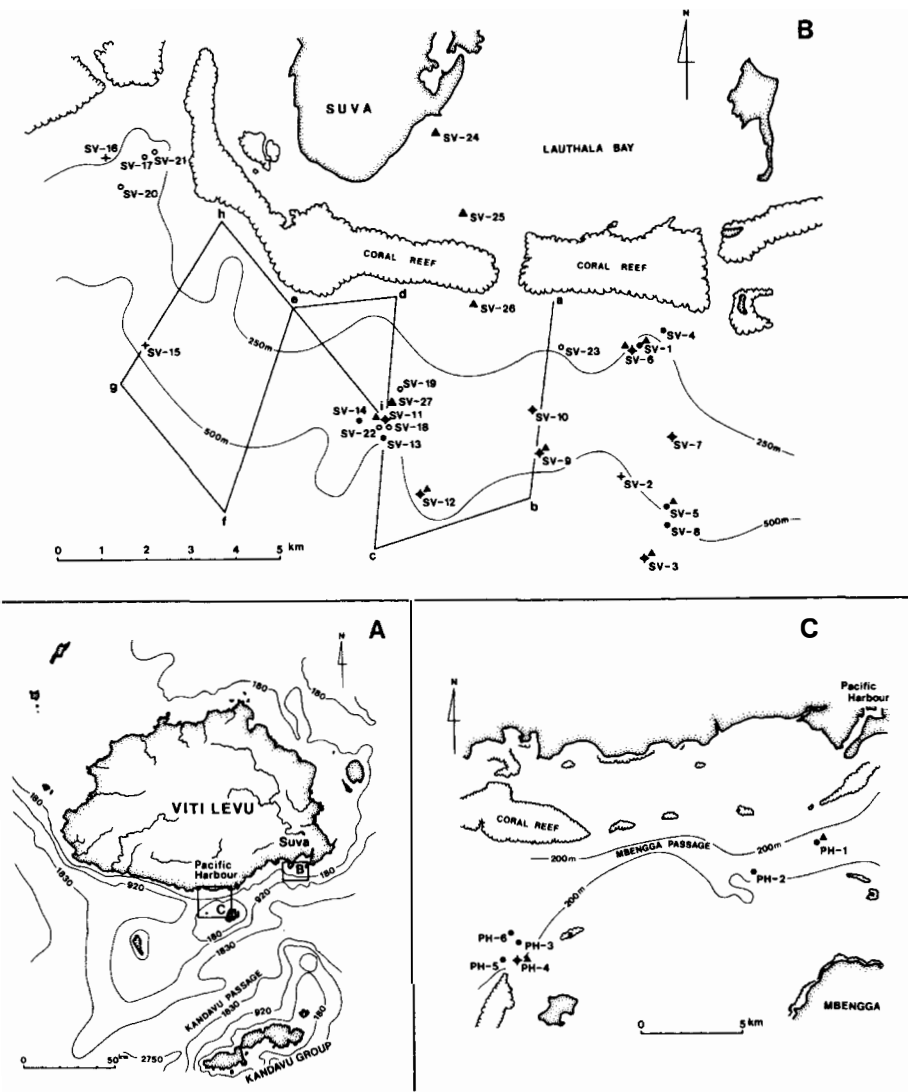 N
B
SUVA
SV-24
LAUTHALA BAY
SV-16
SV-17
SV-21
SV-20
SV-25
h
CORAL REEF
CORAL REEF
e
d
a
SV-26
250m
SV-4
SV-1
SV-6
SV-23
SV-15
g
SV-19
SV-27
i
SV-14
SV-11
SV-10
SV-22
SV-18
SV-13
500m
SV-7
250m
SV-9
SV-2
SV-12
b
SV-5
SV-8
500m
f
c
SV-3
0 1 2 3 4 5 km
A
N
180
180
180
VITI LEVU
Suva
B
Pacific
Harbour
C
1830
920
920
180
180
1830
KANDAVU PASSAGE
1830
920
180
2750
0 50 km
KANDAVU GROUP
C
N
Pacific
Harbour
CORAL REEF
200m
MBENGGA PASSAGE
200m
PH-1
PH-2
200m
PH-6
PH-3
PH-5
PH-4
0 5 km
MBENGGA